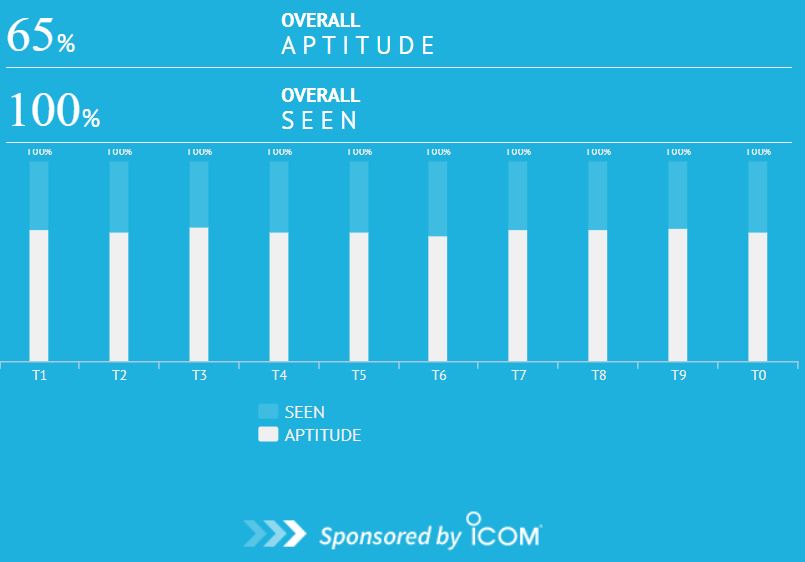 65%
OVERALL
APTITUDE
100%
OVERALL
SEEN
100% 100% 100% 100% 100% 100% 100% 100% 100% 100%
T1 T2 T3 T4 T5 T6 T7 T8 T9 T0
SEEN
APTITUDE
Sponsored by ICOM